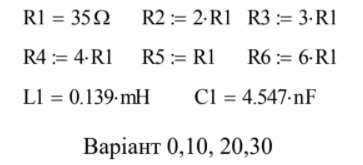 R1 = 35Ω R2 := 2·R1 R3 := 3·R1
R4 := 4·R1 R5 := R1 R6 := 6·R1
L1 = 0.139·mH C1 = 4.547·nF
Варіант 0,10, 20,30